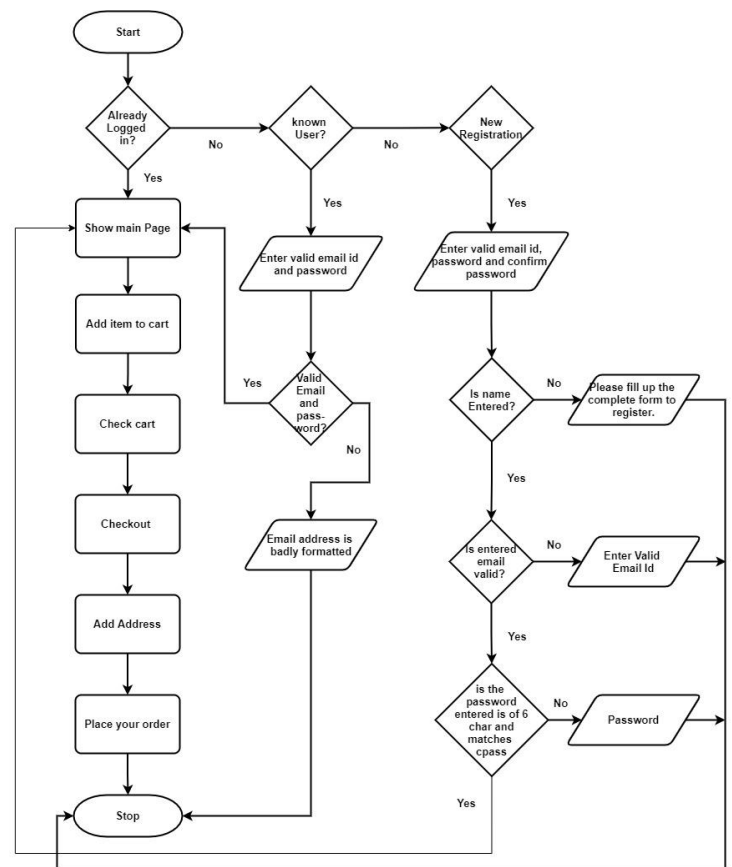 Start
Already
Logged
in?
No
known
User?
No
New
Registration
Yes
Yes
Yes
Show main Page
Enter valid email id
and password
Enter valid email id,
password and confirm
password
Add item to cart
Yes
Valid
Email
and
pass-
word?
No
Is name
Entered?
No
Please fill up the
complete form to
register.
Check cart
Yes
Checkout
Email address is
badly formatted
Is entered
email
valid?
No
Enter Valid
Email Id
Add Address
Yes
is the
password
entered is of 6
char and
matches
cpass
No
Password
Place your order
Yes
Stop